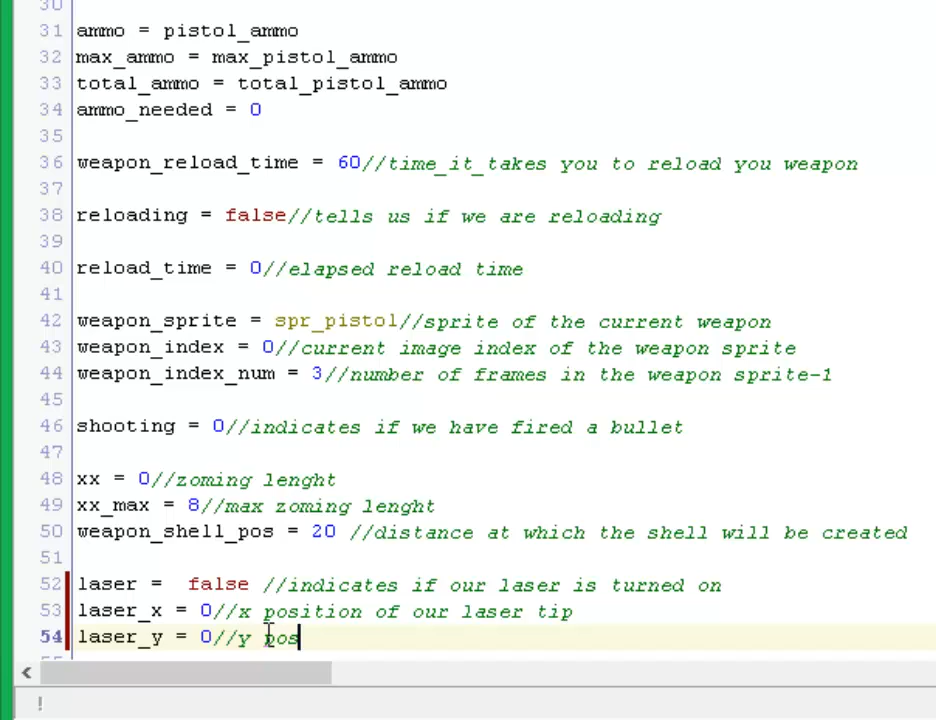 30
31 ammo = pistol_ammo
32 max_ammo = max_pistol_ammo
33 total_ammo = total_pistol_ammo
34 ammo_needed = 0
35
36 weapon_reload_time = 60//time_it_takes you to reload you weapon
37
38 reloading = false//tells us if we are reloading
39
40 reload_time = 0//elapsed reload time
41
42 weapon_sprite = spr_pistol//sprite of the current weapon
43 weapon_index = 0//current image index of the weapon sprite
44 weapon_index_num = 3//number of frames in the weapon sprite-1
45
46 shooting = 0//indicates if we have fired a bullet
47
48 xx = 0//zoming lenght
49 xx_max = 8//max zoming lenght
50 weapon_shell_pos = 20 //distance at which the shell will be created
51
52 laser =  false //indicates if our laser is turned on
53 laser_x = 0//x position of our laser tip
54 laser_y = 0//y pos
55
!